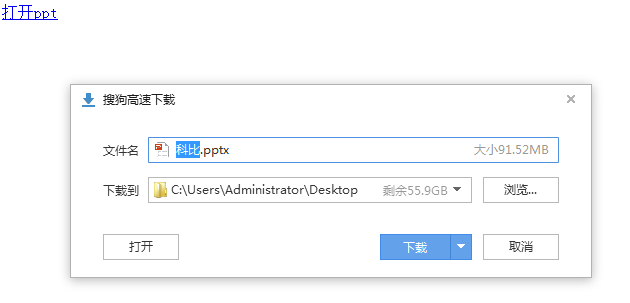 打开ppt
搜狗高速下载
文件名 科比.pptx 大小91.52MB
下载到 C:\Users\Administrator\Desktop 剩余55.9GB 浏览...
打开 下载 取消